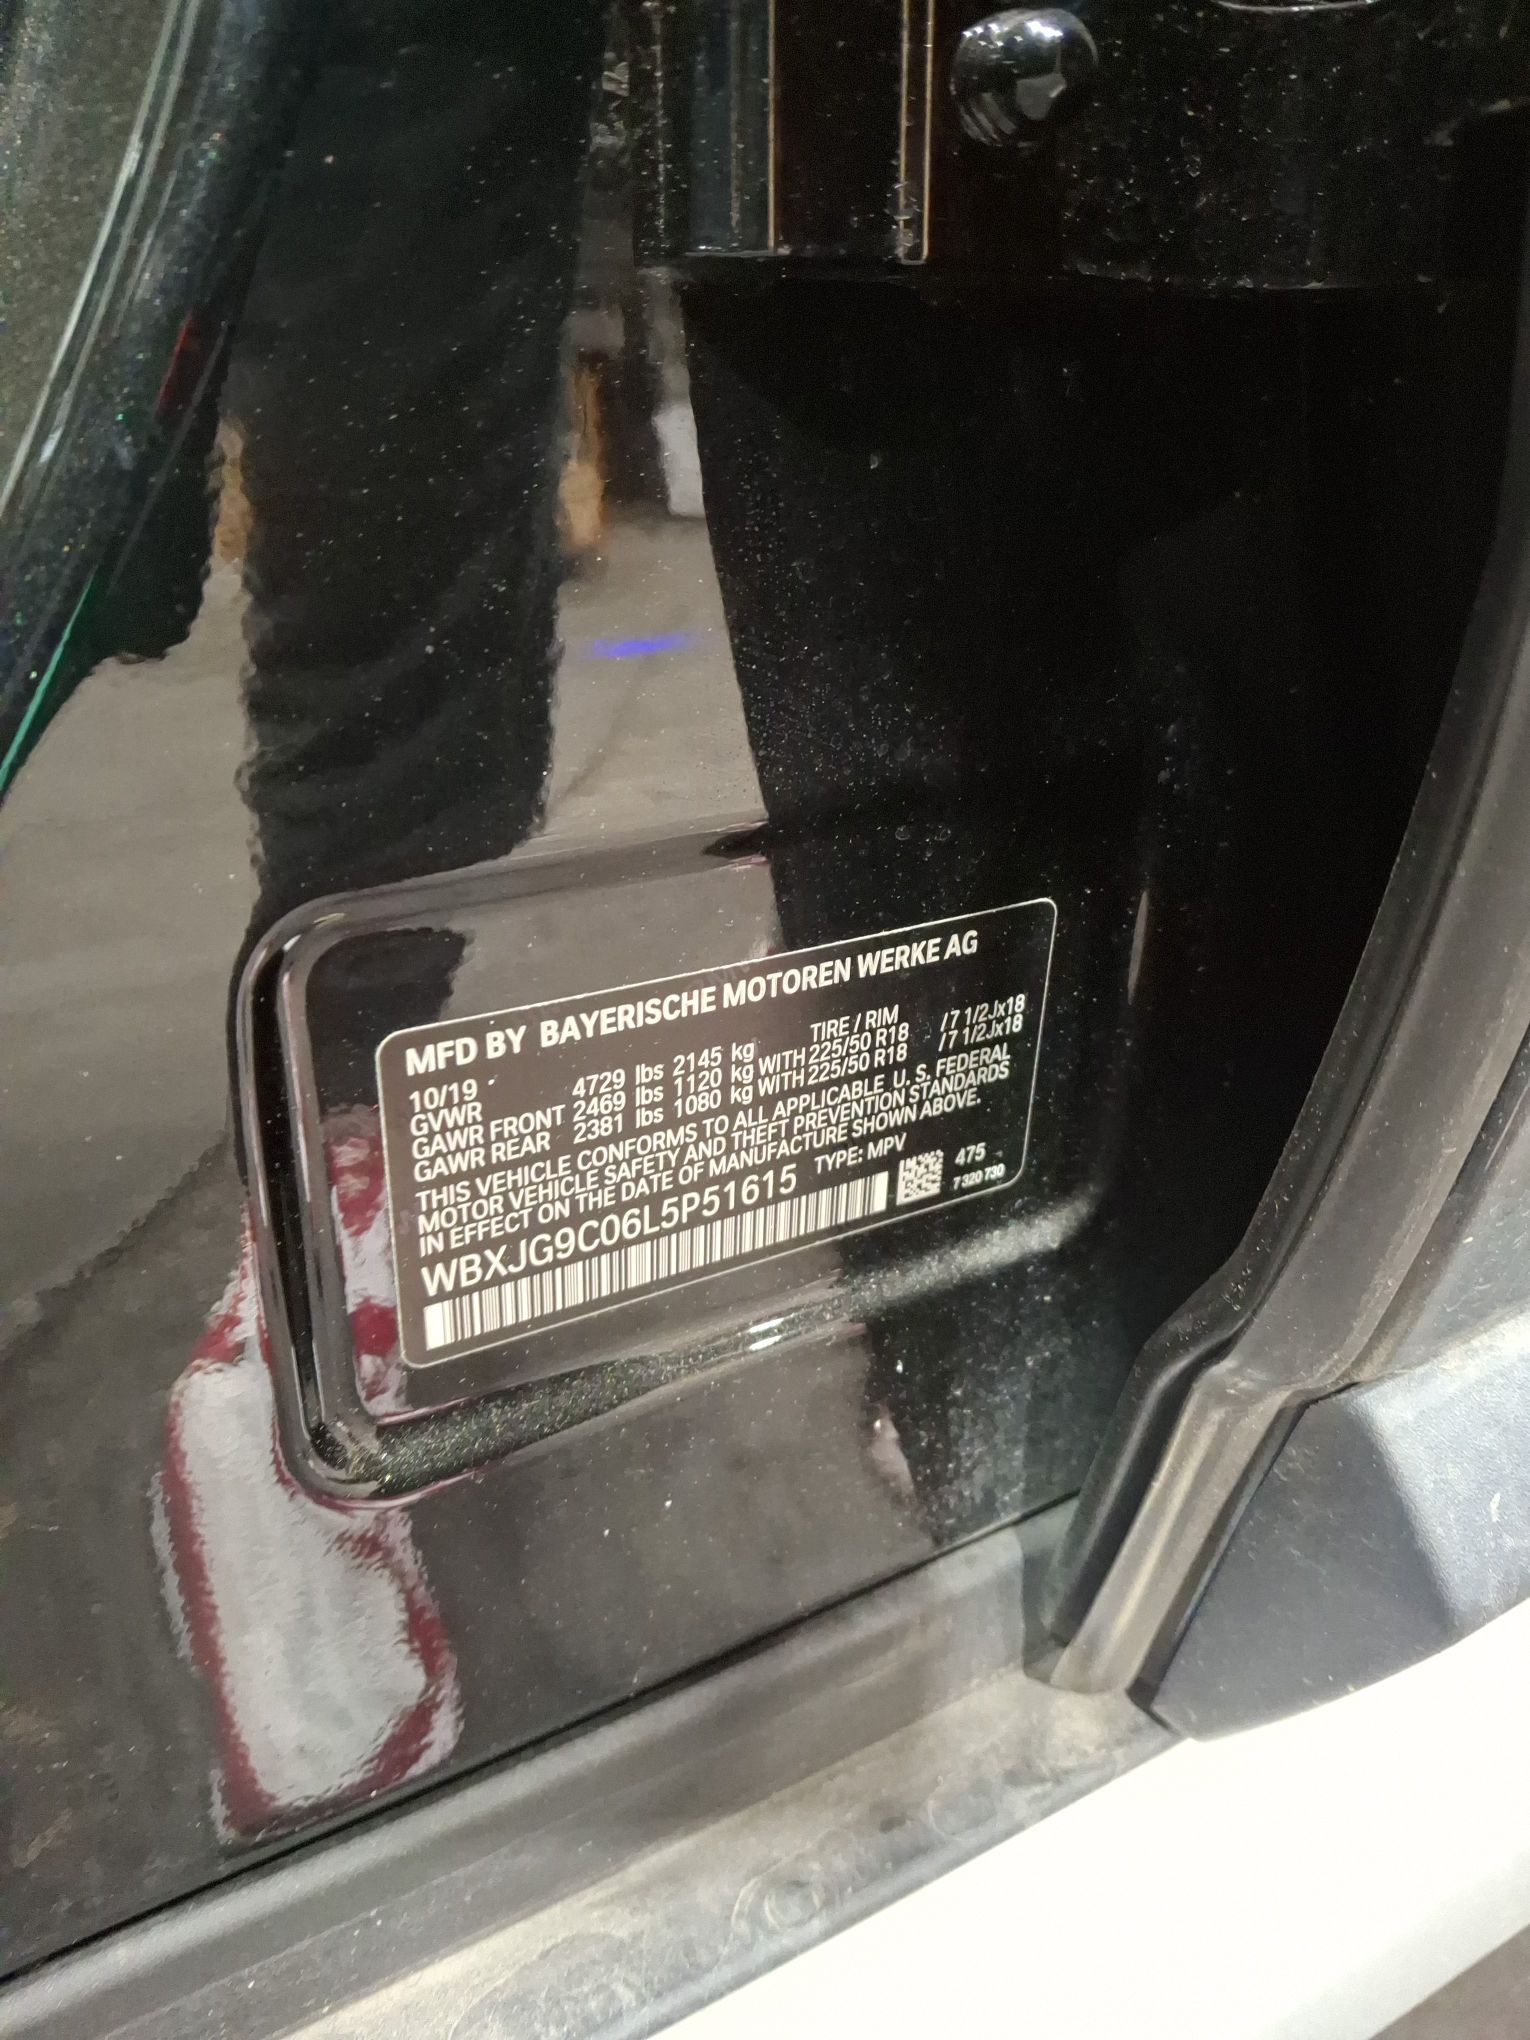 MFD BY BAYERISCHE MOTOREN WERKE AG
10/19 TIRE / RIM
GVWR 4729 lbs 2145 kg
GAWR FRONT 2469 lbs 1120 kg WITH 225/50 R18 / 7 1/2Jx18
GAWR REAR 2381 lbs 1080 kg WITH 225/50 R18 / 7 1/2Jx18
THIS VEHICLE CONFORMS TO ALL APPLICABLE U. S. FEDERAL
MOTOR VEHICLE SAFETY AND THEFT PREVENTION STANDARDS
IN EFFECT ON THE DATE OF MANUFACTURE SHOWN ABOVE.
WBXJG9C06L5P51615 TYPE: MPV 475
7 320 730